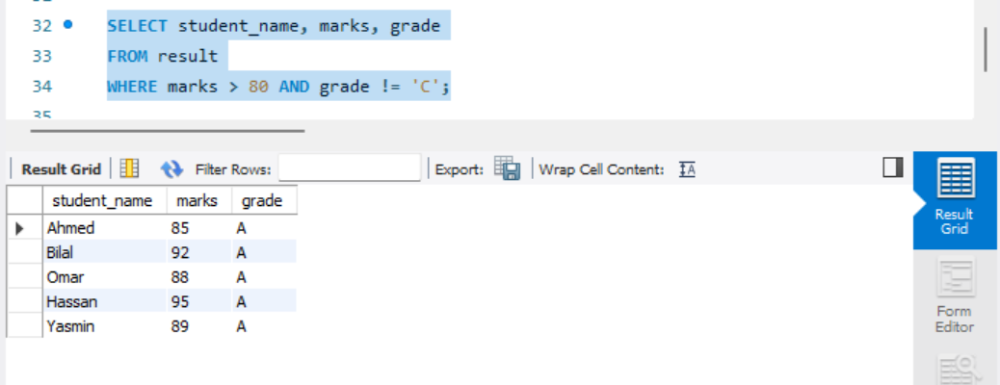 32 SELECT student_name, marks, grade
33 FROM result
34 WHERE marks > 80 AND grade != 'C';
35
Result Grid Filter Rows: Export: Wrap Cell Content:
student_name marks grade
Ahmed 85 A
Bilal 92 A
Omar 88 A
Hassan 95 A
Yasmin 89 A
Result
Grid
Form
Editor